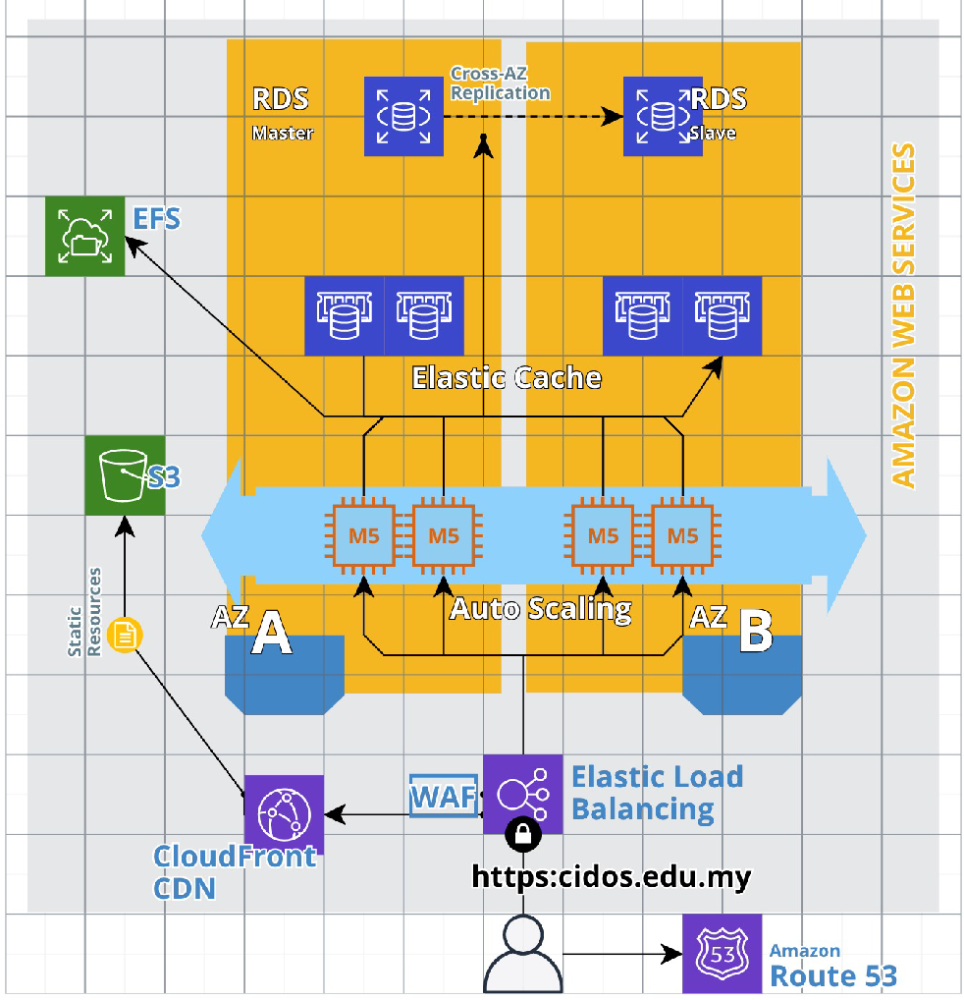 RDS
Master
Cross-AZ
Replication
RDS
Slave
EFS
AMAZON WEB SERVICES
Elastic Cache
S3
M5
M5
M5
M5
Auto Scaling
AZ A
AZ B
Static
Resources
WAF
Elastic Load
Balancing
CloudFront
CDN
https:cidos.edu.my
53
Amazon
Route 53